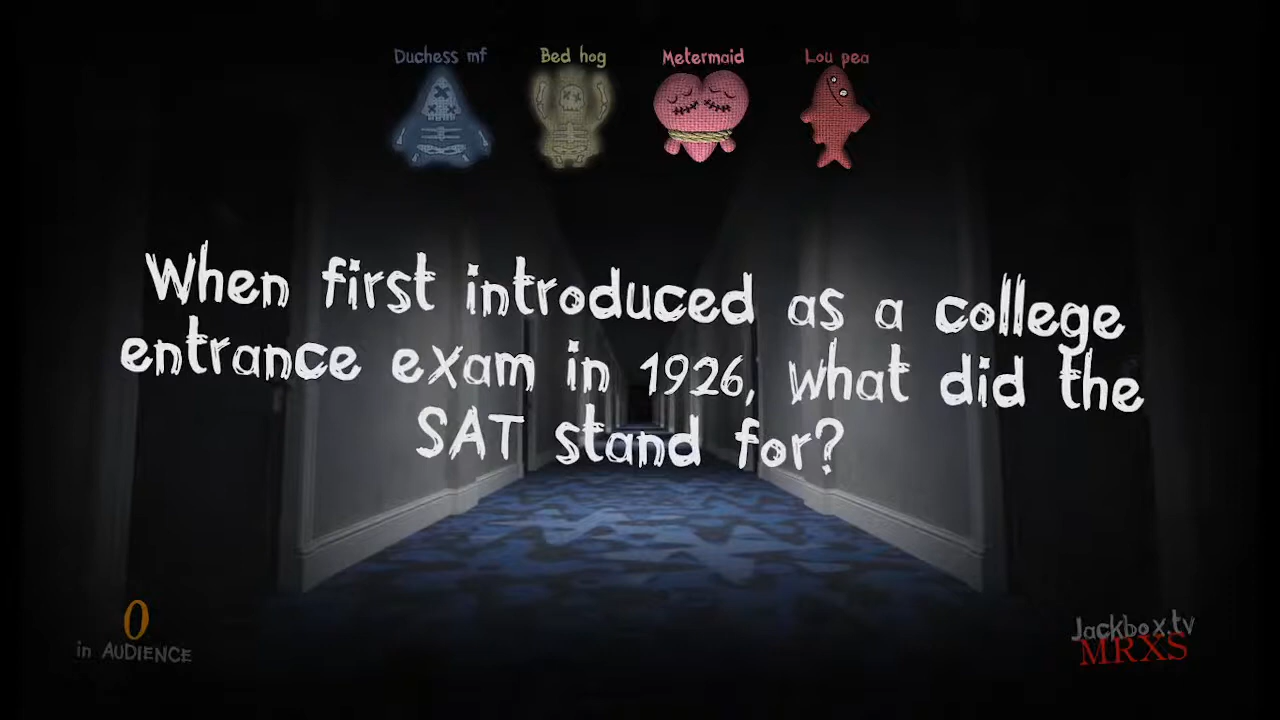 Duchess mf Bed hog Metermaid Lou pea
When first introduced as a college
entrance exam in 1926, what did the
SAT stand for?
0
in AUDIENCE
Jackbox.tv
MRXS